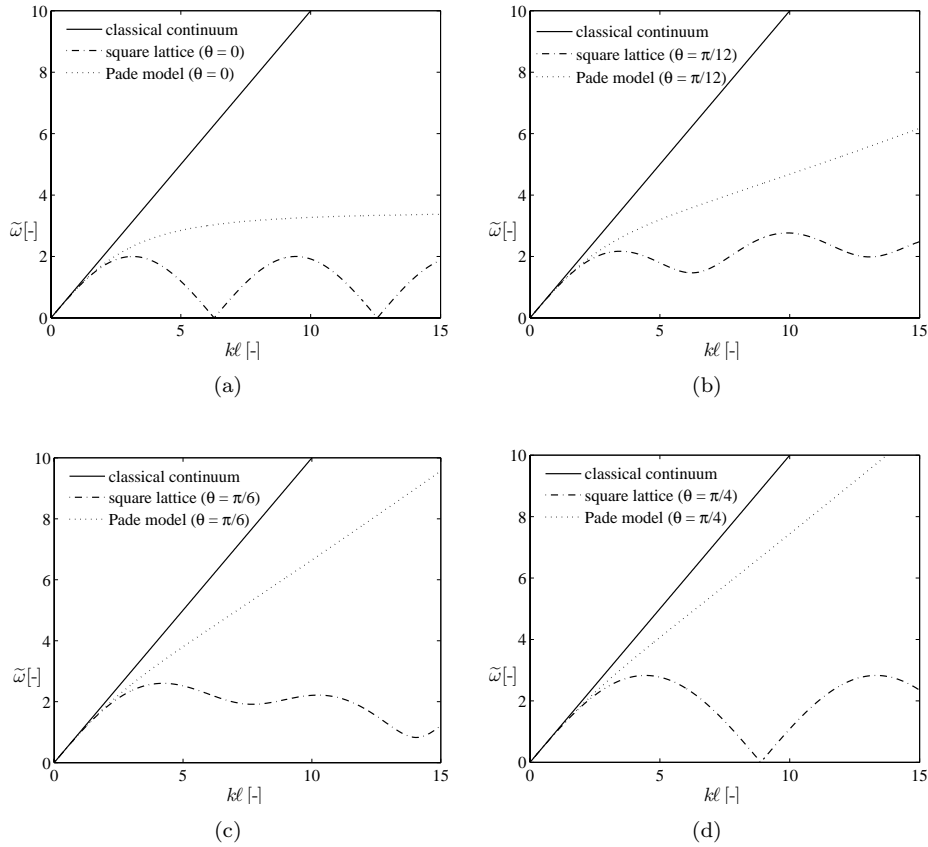 10
8
6
4
2
0
ω̃[-]
classical continuum
square lattice (θ = 0)
Pade model (θ = 0)
0
5
10
15
kℓ [-]
(a)
10
8
6
4
2
0
ω̃[-]
classical continuum
square lattice (θ = π/12)
Pade model (θ = π/12)
0
5
10
15
kℓ [-]
(b)
10
8
6
4
2
0
ω̃[-]
classical continuum
square lattice (θ = π/6)
Pade model (θ = π/6)
0
5
10
15
kℓ [-]
(c)
10
8
6
4
2
0
ω̃[-]
classical continuum
square lattice (θ = π/4)
Pade model (θ = π/4)
0
5
10
15
kℓ [-]
(d)